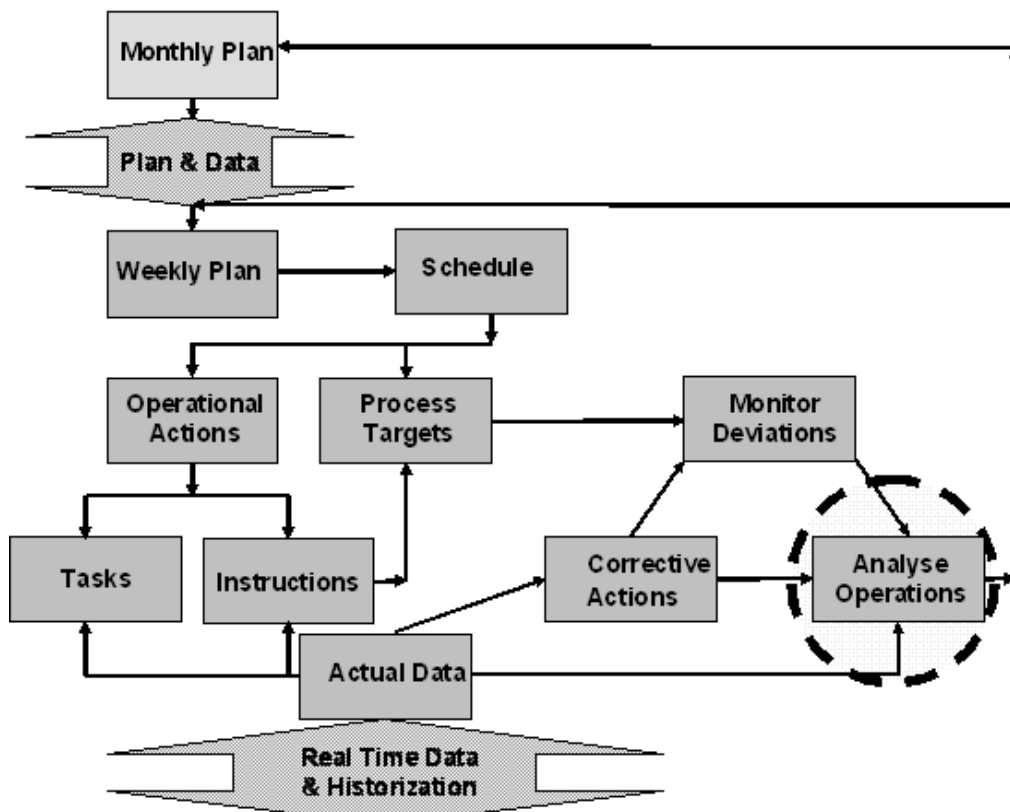 Monthly Plan
Plan & Data
Weekly Plan
Schedule
Operational
Actions
Process
Targets
Monitor
Deviations
Tasks
Instructions
Corrective
Actions
Analyse
Operations
Actual Data
Real Time Data
& Historization